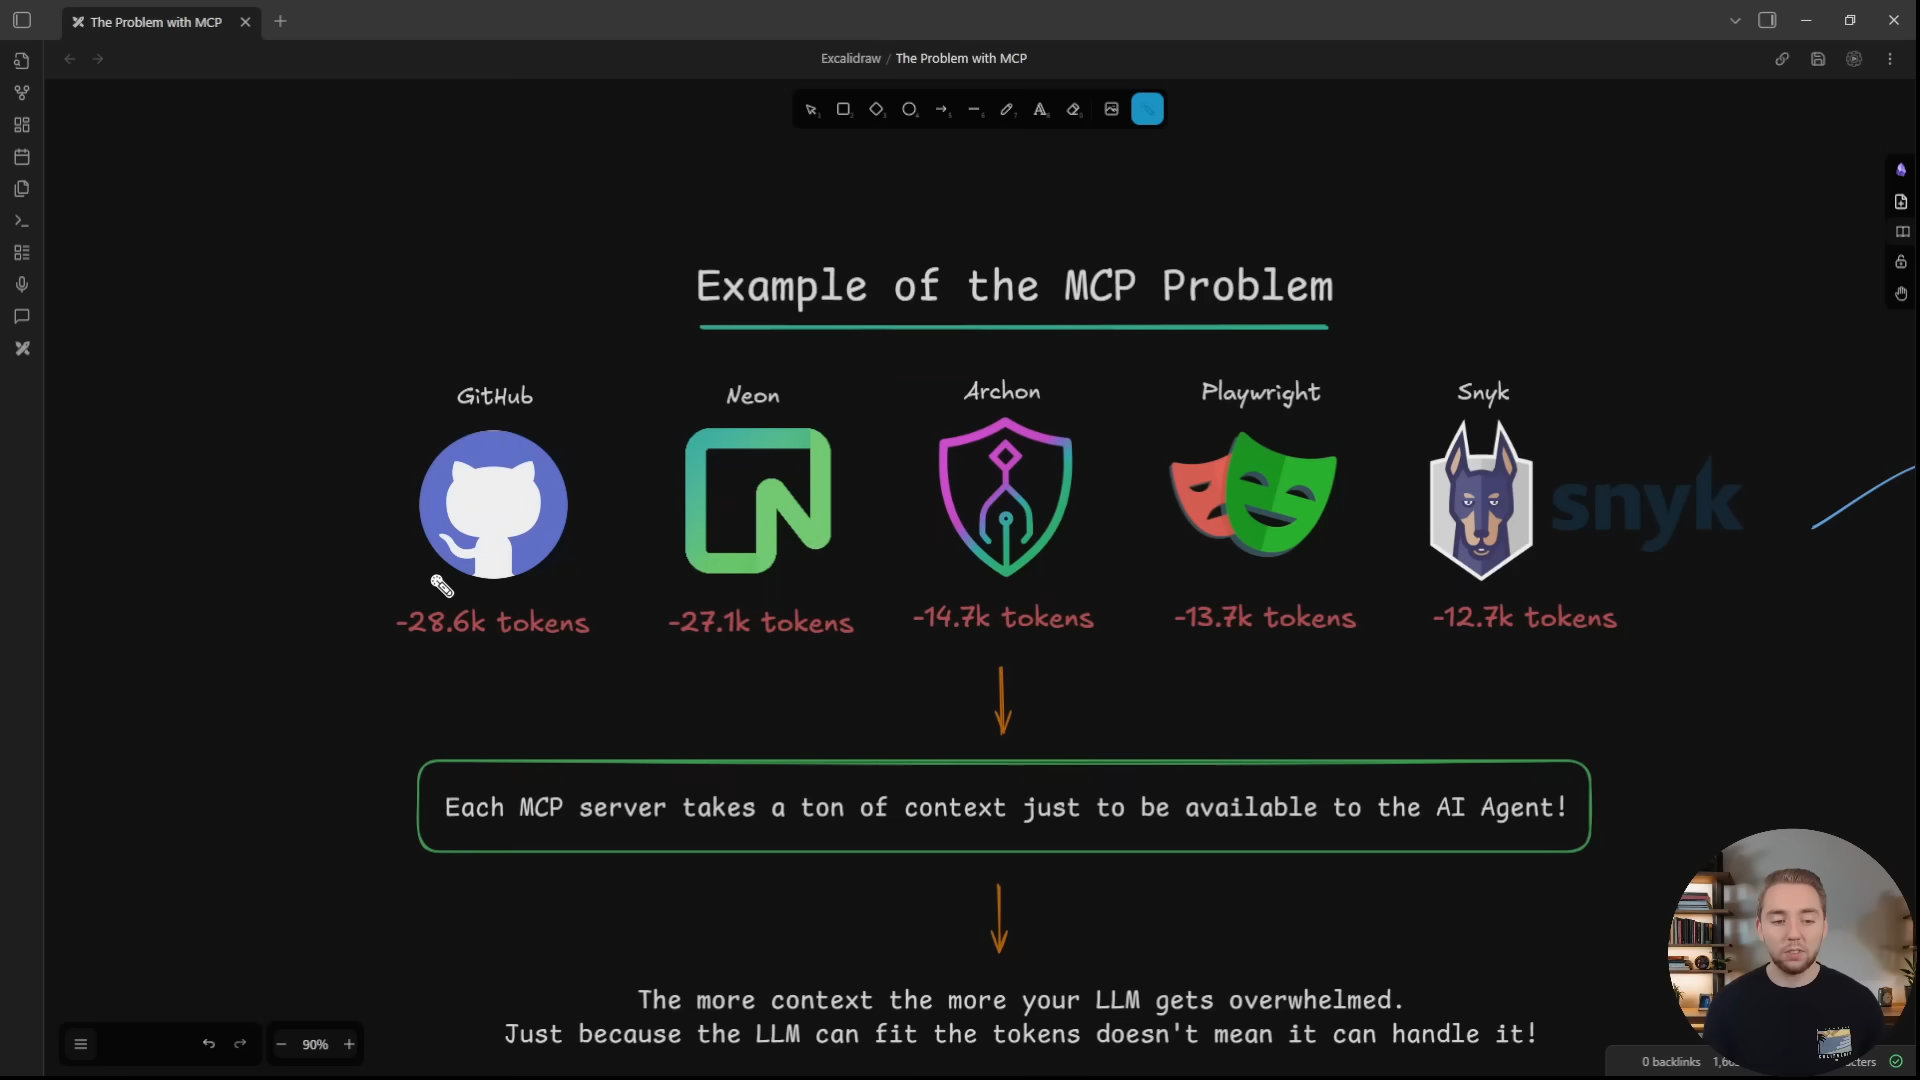 The Problem with MCP
Excalidraw / The Problem with MCP
Example of the MCP Problem
GitHub
Neon
Archon
Playwright
Snyk
snyk
-28.6k tokens
-27.1k tokens
-14.7k tokens
-13.7k tokens
-12.7k tokens
Each MCP server takes a ton of context just to be available to the AI Agent!
The more context the more your LLM gets overwhelmed.
Just because the LLM can fit the tokens doesn't mean it can handle it!
90%
0 backlinks